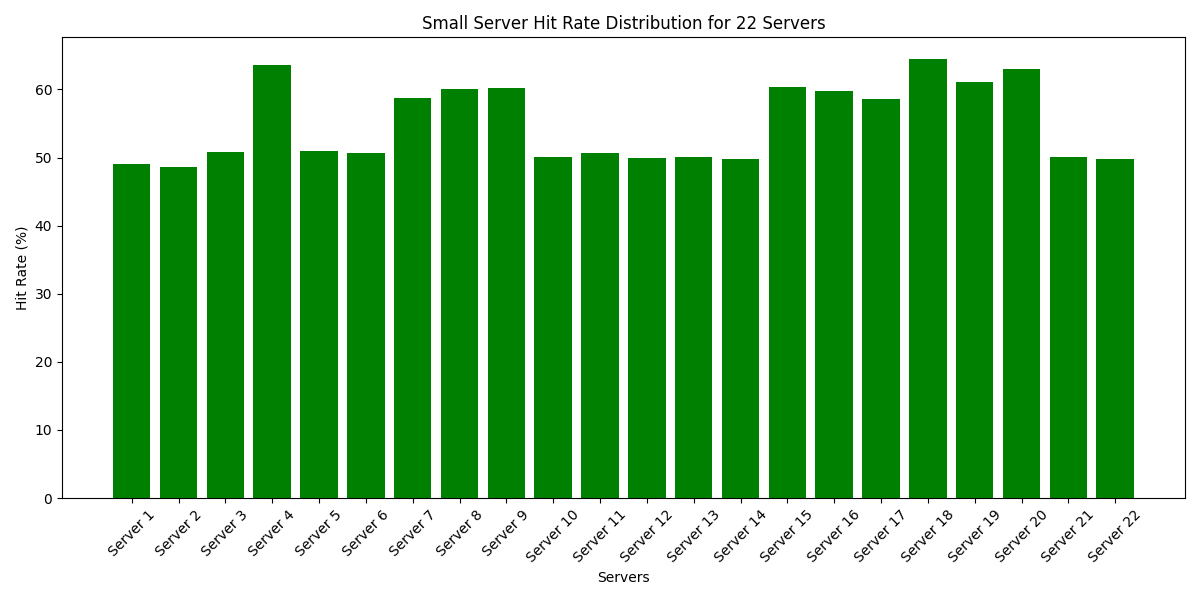 Small Server Hit Rate Distribution for 22 Servers
Hit Rate (%)
60
50
40
30
20
10
0
Server 1
Server 2
Server 3
Server 4
Server 5
Server 6
Server 7
Server 8
Server 9
Server 10
Server 11
Server 12
Server 13
Server 14
Server 15
Server 16
Server 17
Server 18
Server 19
Server 20
Server 21
Server 22
Servers